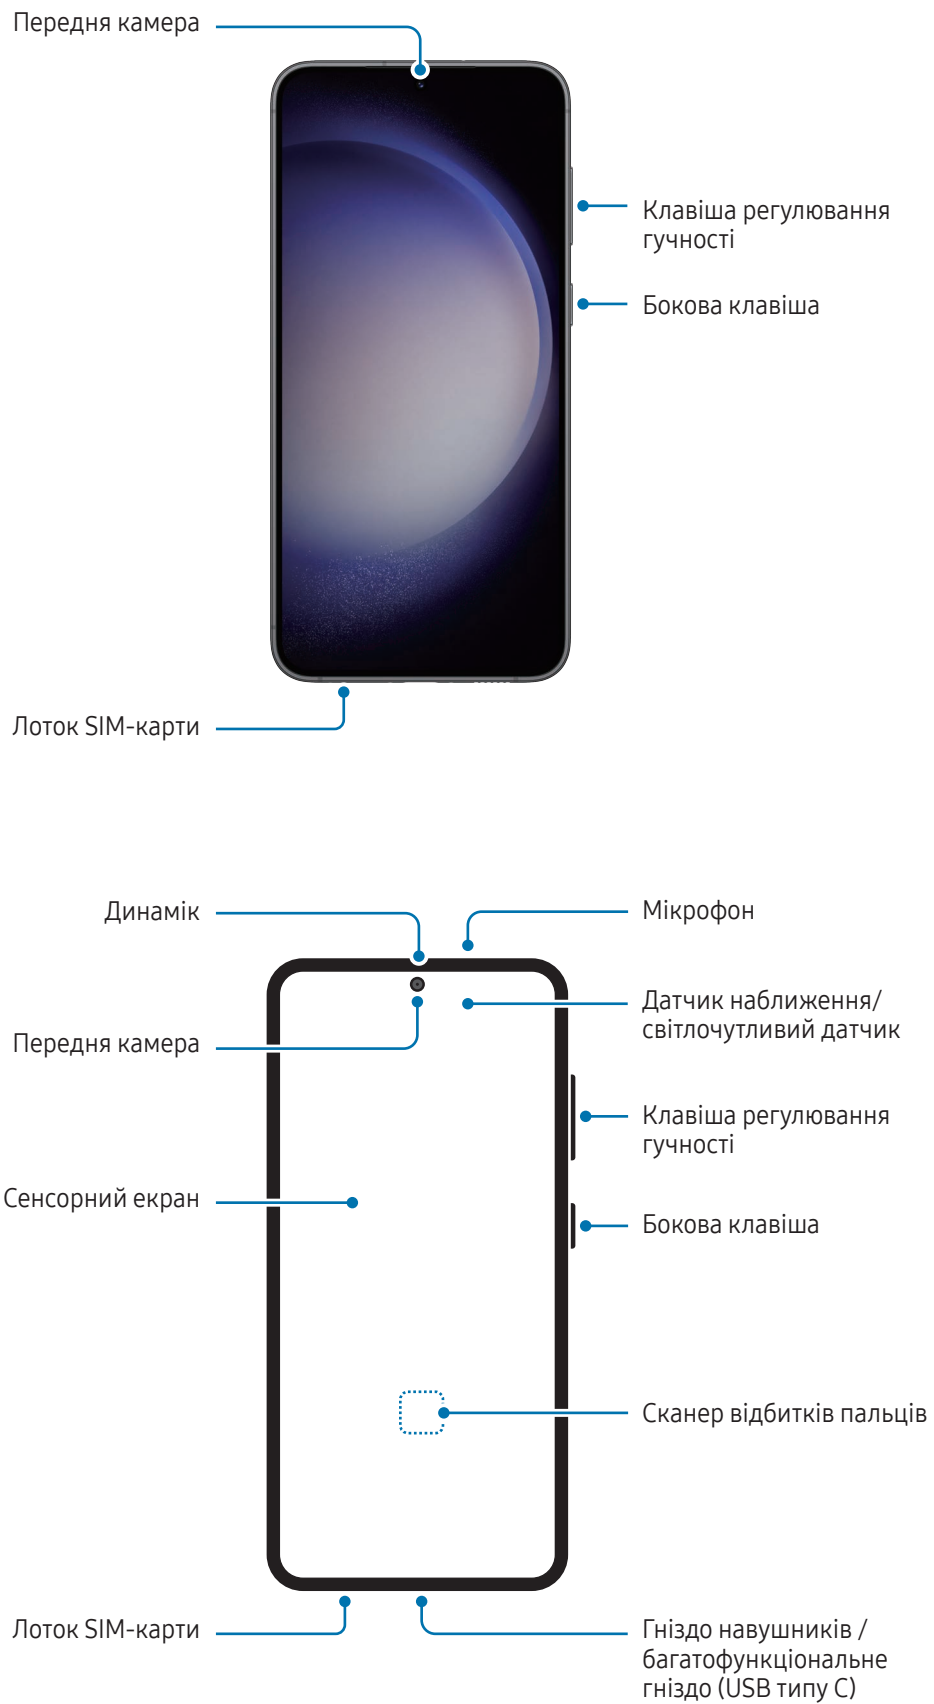 Передня камера
Клавіша регулювання
гучності
Бокова клавіша
Лоток SIM-карти
Динамік
Мікрофон
Датчик наближення/
світлочутливий датчик
Передня камера
Клавіша регулювання
гучності
Сенсорний екран
Бокова клавіша
Сканер відбитків пальців
Лоток SIM-карти
Гніздо навушників /
багатофункціональне
гніздо (USB типу C)